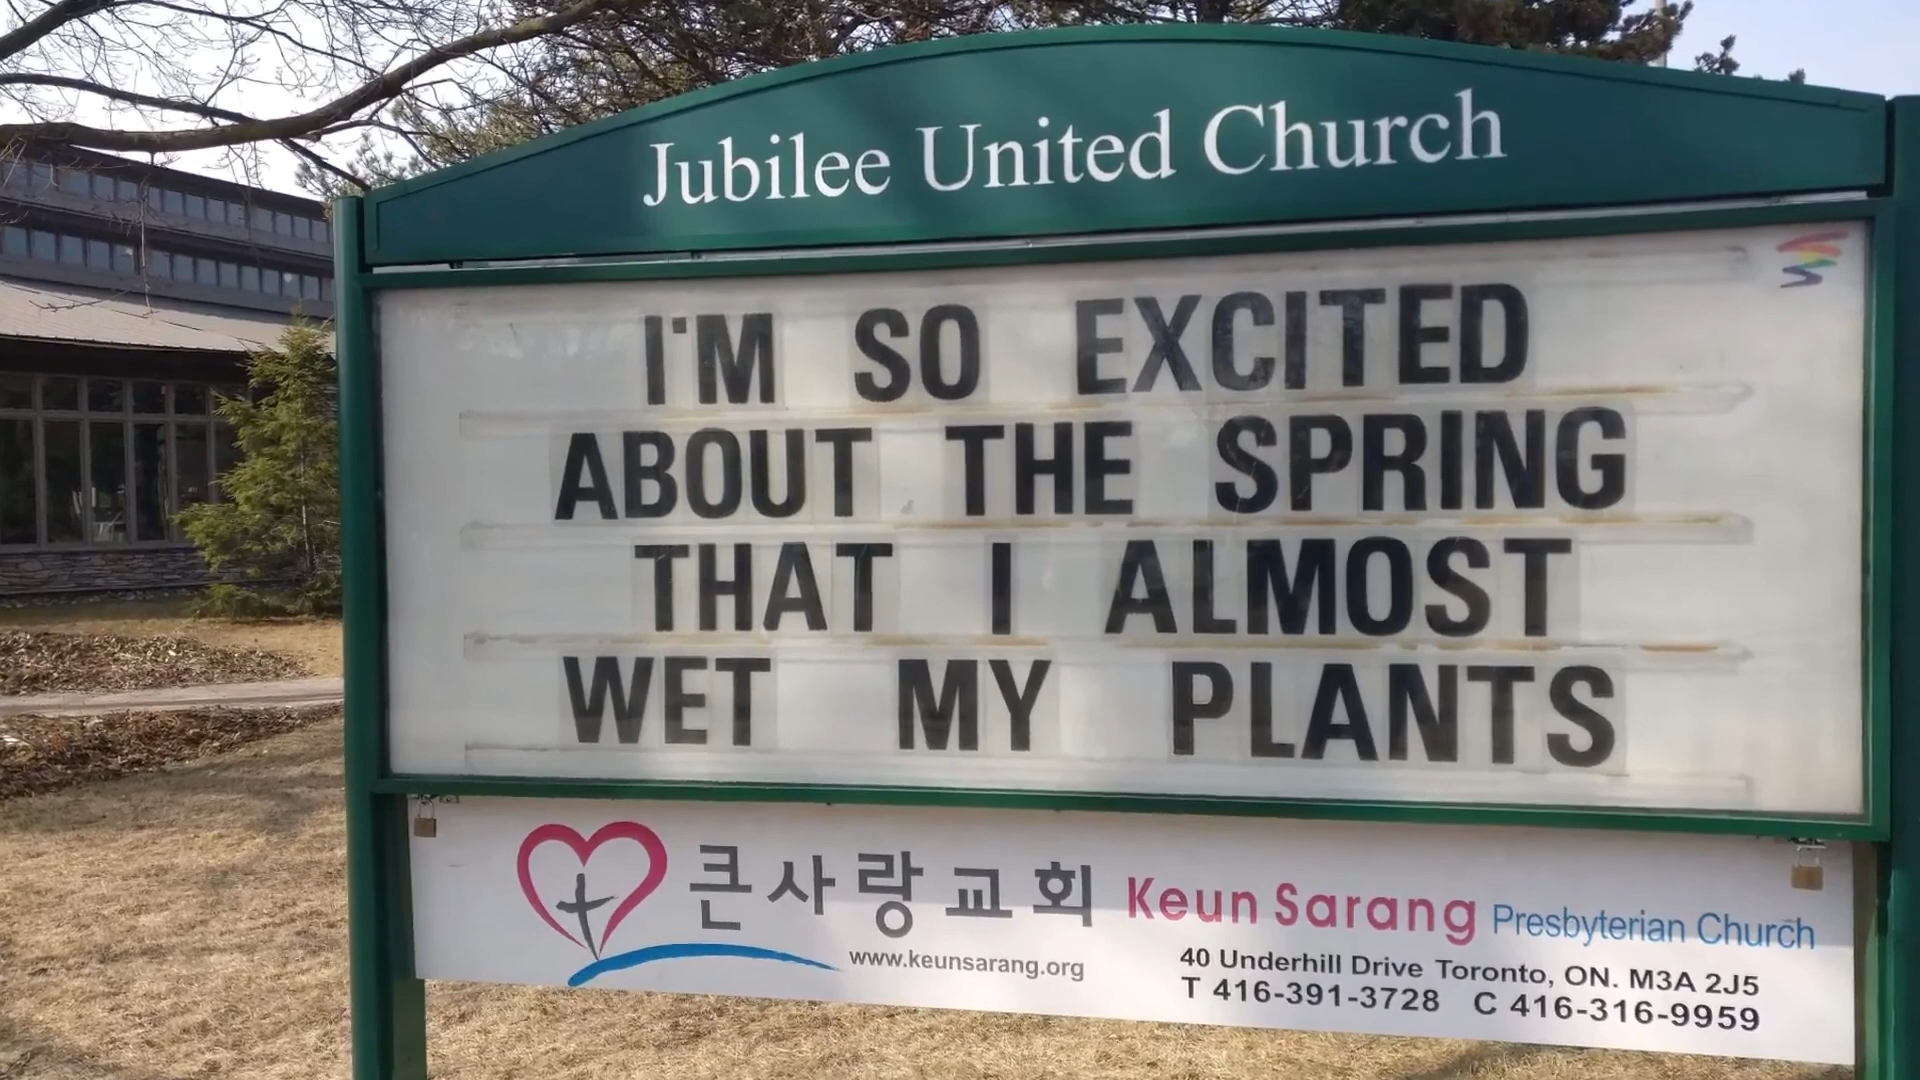 Jubilee United Church
I'M SO EXCITED
ABOUT THE SPRING
THAT I ALMOST
WET MY PLANTS
큰사랑교회 Keun Sarang Presbyterian Church
www.keunsarang.org
40 Underhill Drive Toronto, ON. M3A 2J5
T 416-391-3728 C 416-316-9959